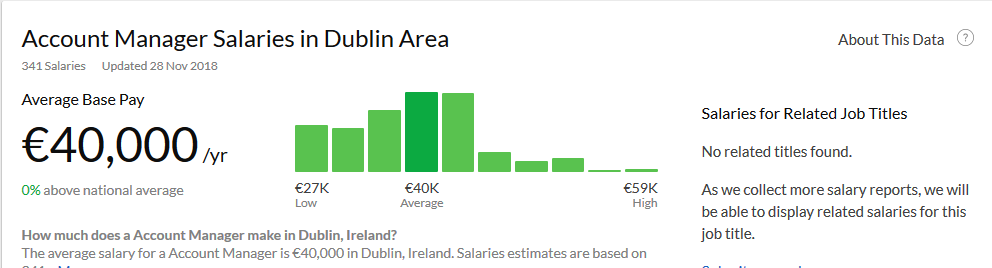 Account Manager Salaries in Dublin Area
341 Salaries Updated 28 Nov 2018
About This Data ?
Average Base Pay
€40,000 /yr
0% above national average
€27K
Low
€40K
Average
€59K
High
How much does a Account Manager make in Dublin, Ireland?
The average salary for a Account Manager is €40,000 in Dublin, Ireland. Salaries estimates are based on
Salaries for Related Job Titles
No related titles found.
As we collect more salary reports, we will
be able to display related salaries for this
job title.